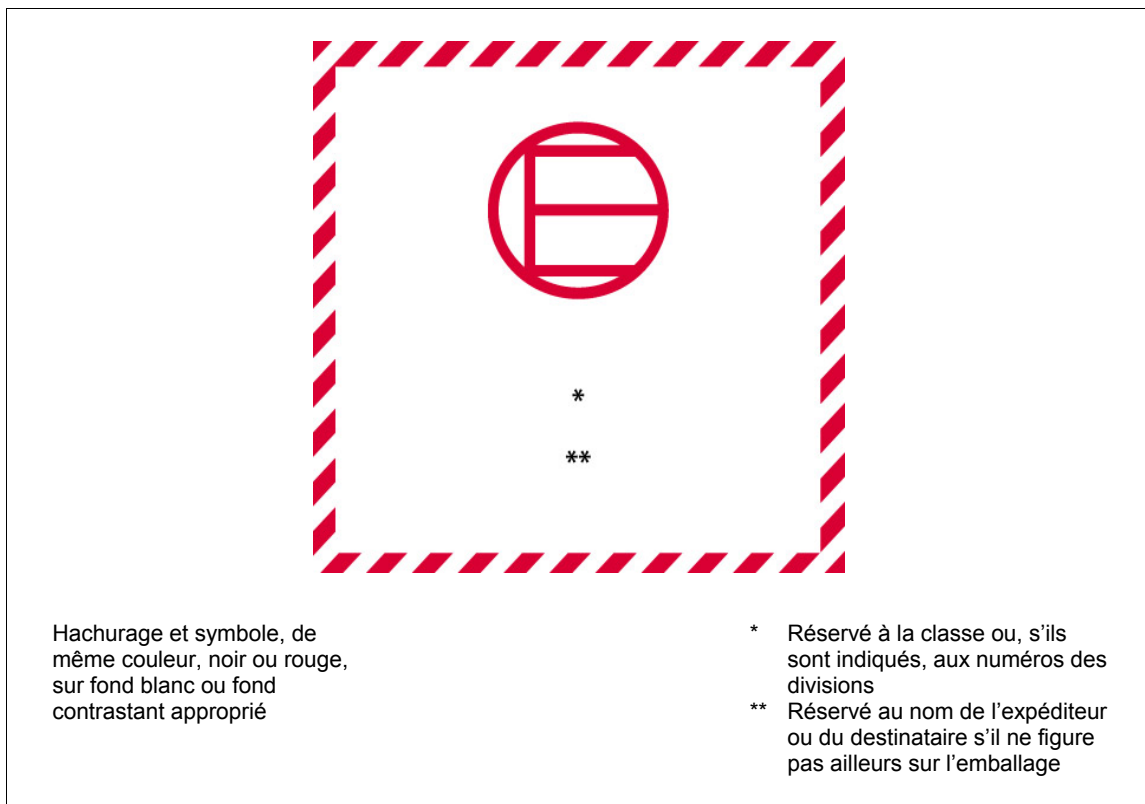 E
*
**
Hachurage et symbole, de
même couleur, noir ou rouge,
sur fond blanc ou fond
contrastant approprié
* Réservé à la classe ou, s’ils
sont indiqués, aux numéros des
divisions
** Réservé au nom de l’expéditeur
ou du destinataire s’il ne figure
pas ailleurs sur l’emballage